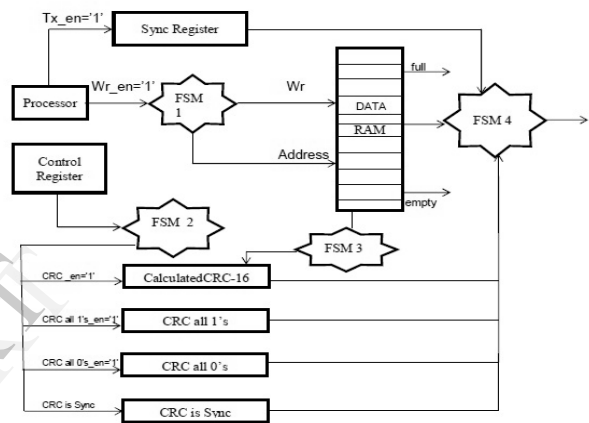 Tx_en='1'
Sync Register
full
Wr_en='1'
Processor
FSM
1
Wr
DATA
RAM
FSM 4
Address
Control
Register
empty
FSM 2
FSM 3
CRC _en='1'
CalculatedCRC-16
CRC all 1's_en='1'
CRC all 1's
CRC all 0's_en='1'
CRC all 0's
CRC is Sync
CRC is Sync